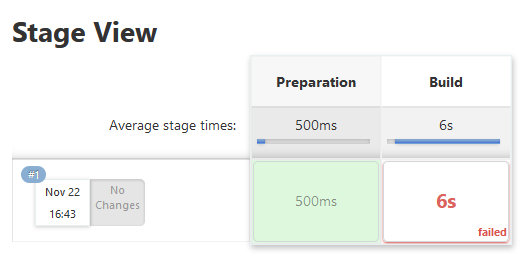 Stage View
Preparation Build
Average stage times: 500ms 6s
#1
Nov 22 No
16:43 Changes
500ms 6s
failed